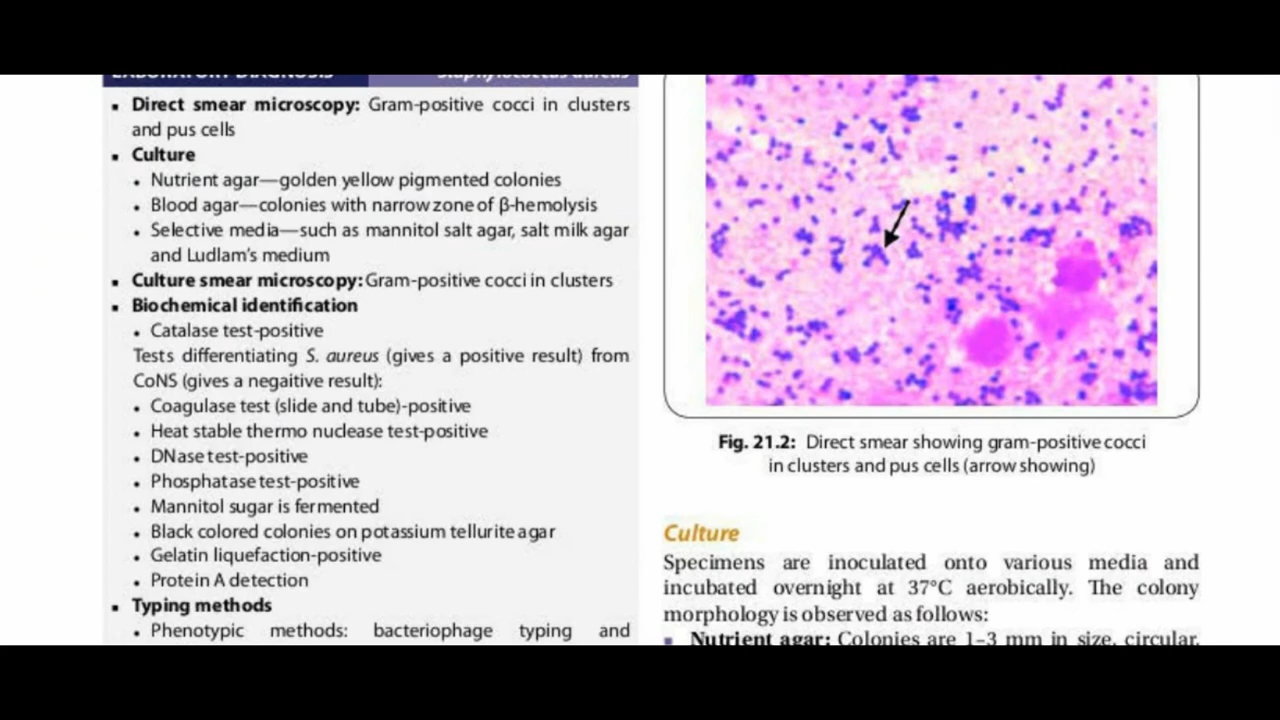 LABORATORY DIAGNOSIS Staphylococcus aureus
▪ Direct smear microscopy: Gram-positive cocci in clusters
and pus cells
▪ Culture
• Nutrient agar—golden yellow pigmented colonies
• Blood agar—colonies with narrow zone of β-hemolysis
• Selective media—such as mannitol salt agar, salt milk agar
and Ludlam's medium
▪ Culture smear microscopy: Gram-positive cocci in clusters
▪ Biochemical identification
• Catalase test-positive
Tests differentiating S. aureus (gives a positive result) from
CoNS (gives a negaitive result):
• Coagulase test (slide and tube)-positive
• Heat stable thermo nuclease test-positive
• DNase test-positive
• Phosphatase test-positive
• Mannitol sugar is fermented
• Black colored colonies on potassium tellurite agar
• Gelatin liquefaction-positive
• Protein A detection
▪ Typing methods
• Phenotypic methods: bacteriophage typing and
Fig. 21.2: Direct smear showing gram-positive cocci
in clusters and pus cells (arrow showing)
Culture
Specimens are inoculated onto various media and
incubated overnight at 37°C aerobically. The colony
morphology is observed as follows:
▪ Nutrient agar: Colonies are 1–3 mm in size, circular,